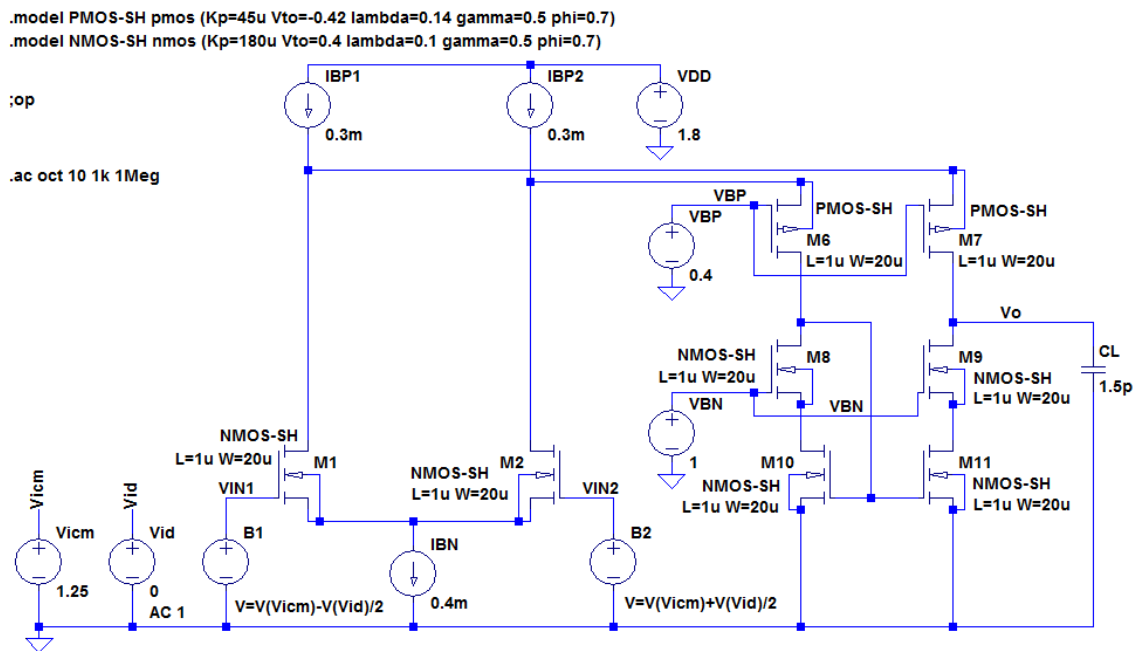 .model PMOS-SH pmos (Kp=45u Vto=-0.42 lambda=0.14 gamma=0.5 phi=0.7)
.model NMOS-SH nmos (Kp=180u Vto=0.4 lambda=0.1 gamma=0.5 phi=0.7)
IBP1
IBP2
VDD
;op
0.3m
0.3m
1.8
.ac oct 10 1k 1Meg
VBP
PMOS-SH
PMOS-SH
VBP
M6
M7
L=1u W=20u
L=1u W=20u
0.4
Vo
NMOS-SH
M8
M9
CL
L=1u W=20u
NMOS-SH
1.5p
L=1u W=20u
VBN
VBN
NMOS-SH
L=1u W=20u
M1
NMOS-SH
M2
1
M10
M11
L=1u W=20u
NMOS-SH
NMOS-SH
VIN1
VIN2
L=1u W=20u
L=1u W=20u
Vicm
Vid
Vicm
Vid
B1
IBN
B2
1.25
0
0.4m
AC 1
V=V(Vicm)-V(Vid)/2
V=V(Vicm)+V(Vid)/2